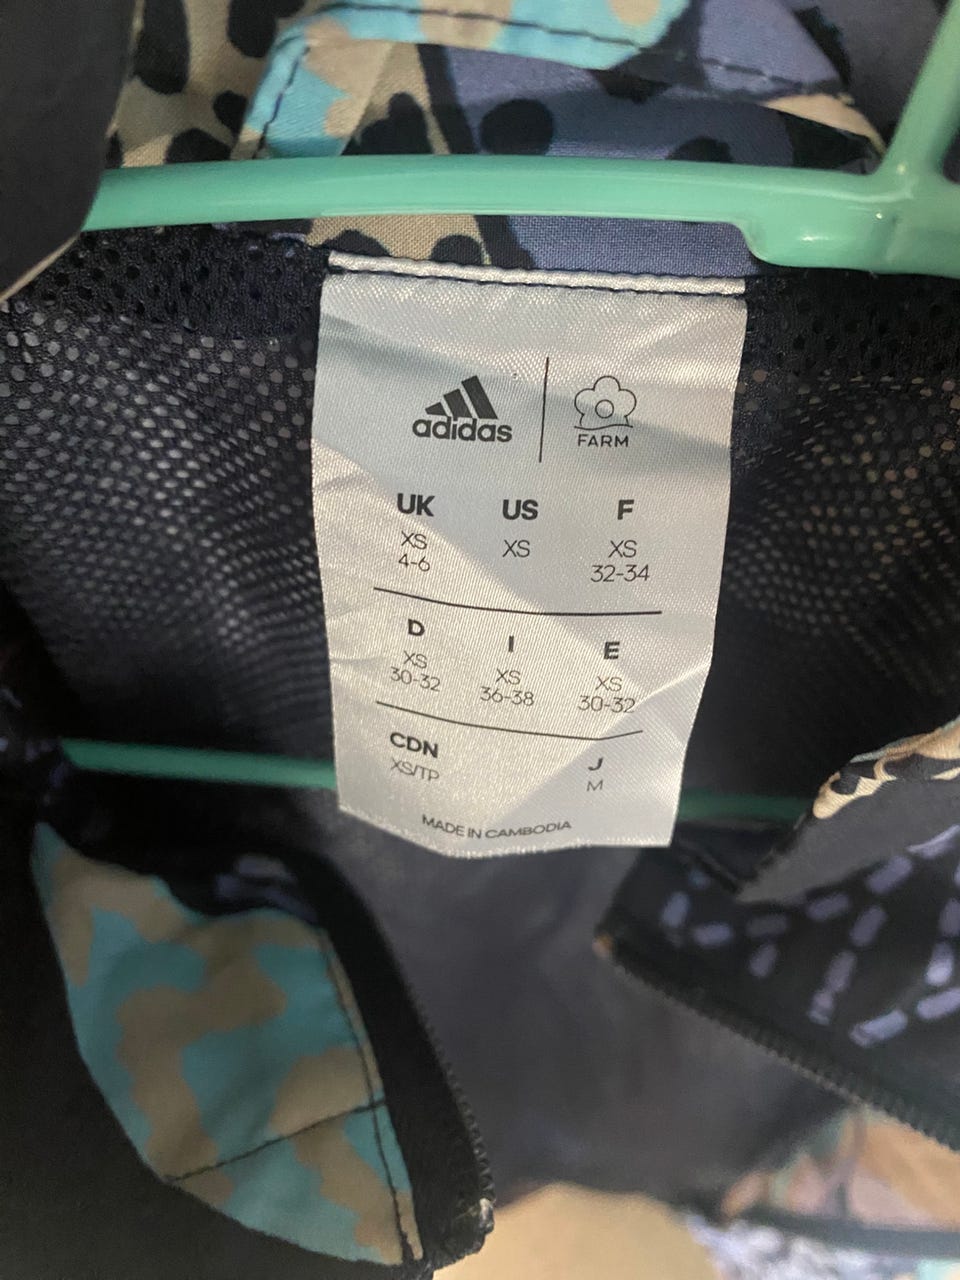 adidas FARM
UK US F
XS XS XS
4-6 32-34
D I E
XS XS XS
30-32 36-38 30-32
CDN J
XS/TP M
MADE IN CAMBODIA